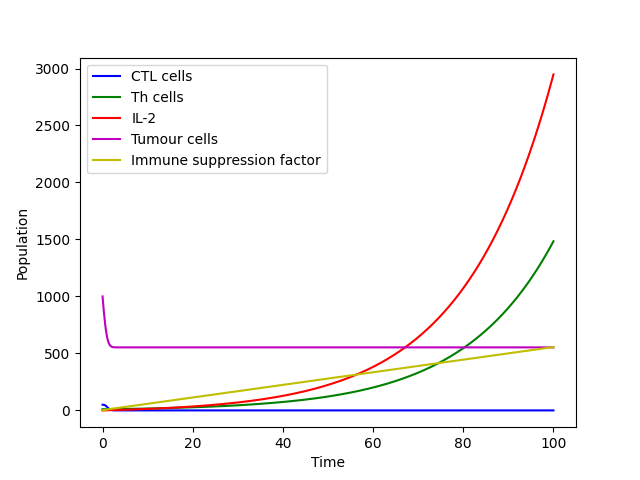 3000
2500
2000
1500
1000
500
0
Population
CTL cells
Th cells
IL-2
Tumour cells
Immune suppression factor
0 20 40 60 80 100
Time